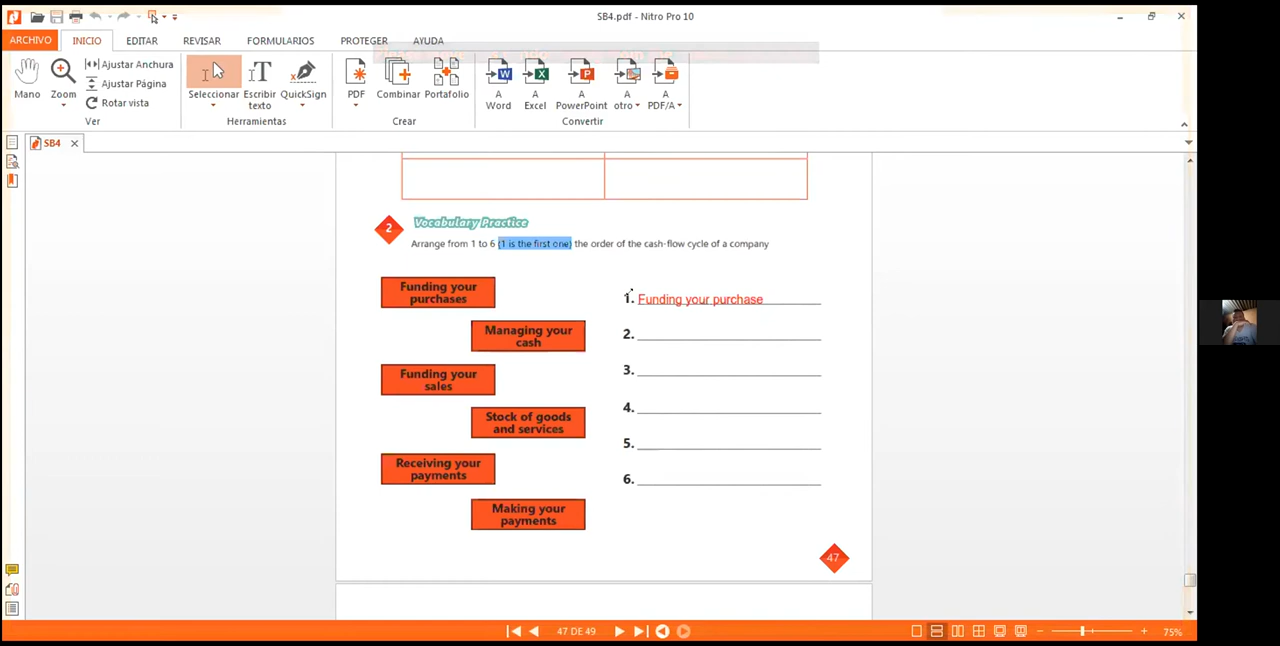 SB4.pdf - Nitro Pro 10
ARCHIVO INICIO EDITAR REVISAR FORMULARIOS PROTEGER AYUDA
Mano
Zoom
Ajustar Anchura
Ajustar Página
Rotar vista
Ver
Seleccionar
Escribir texto
QuickSign
Herramientas
PDF
Combinar
Portafolio
Crear
A Word
A Excel
A PowerPoint
A otro
A PDF/A
Convertir
SB4
2 Vocabulary Practice
Arrange from 1 to 6 (1 is the first one) the order of the cash-flow cycle of a company
Funding your
purchases
Managing your
cash
Funding your
sales
Stock of goods
and services
Receiving your
payments
Making your
payments
1. Funding your purchase
2.
3.
4.
5.
6.
47
47 DE 49
75%